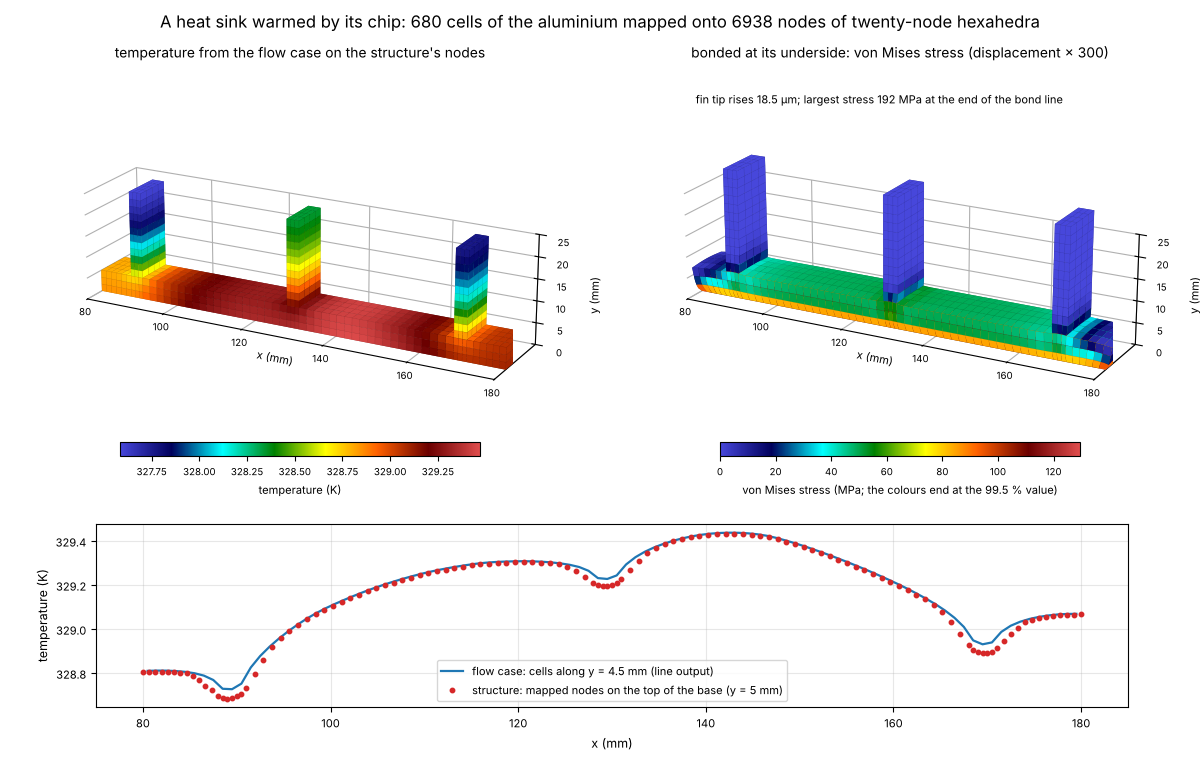 A heat sink warmed by its chip: 680 cells of the aluminium mapped onto 6938 nodes of twenty-node hexahedra
temperature from the flow case on the structure's nodes
bonded at its underside: von Mises stress (displacement × 300)
fin tip rises 18.5 μm; largest stress 192 MPa at the end of the bond line
80
100
120
140
160
180
x (mm)
0
5
10
15
20
25
y (mm)
80
100
120
140
160
180
x (mm)
0
5
10
15
20
25
y (mm)
327.75 328.00 328.25 328.50 328.75 329.00 329.25
temperature (K)
0 20 40 60 80 100 120
von Mises stress (MPa; the colours end at the 99.5 % value)
329.4
329.2
329.0
328.8
temperature (K)
flow case: cells along y = 4.5 mm (line output)
structure: mapped nodes on the top of the base (y = 5 mm)
80 100 120 140 160 180
x (mm)